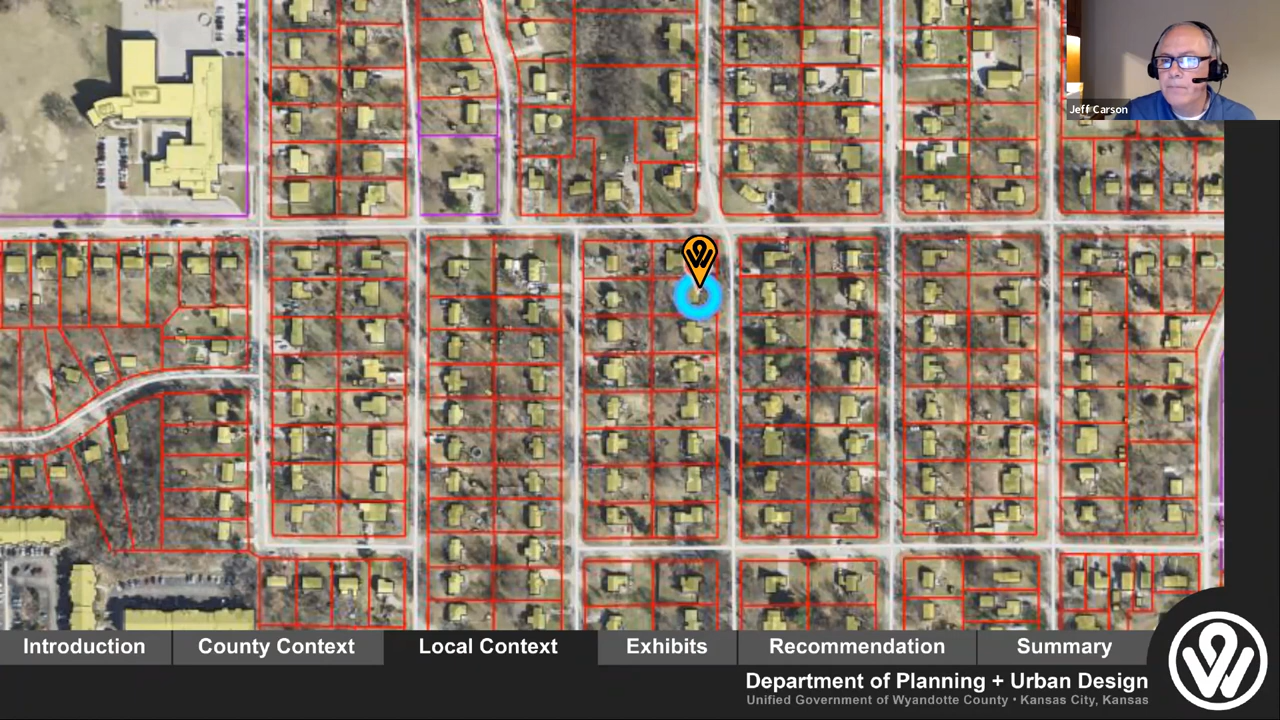 Jeff Carson
Introduction
County Context
Local Context
Exhibits
Recommendation
Summary
Department of Planning + Urban Design
Unified Government of Wyandotte County • Kansas City, Kansas